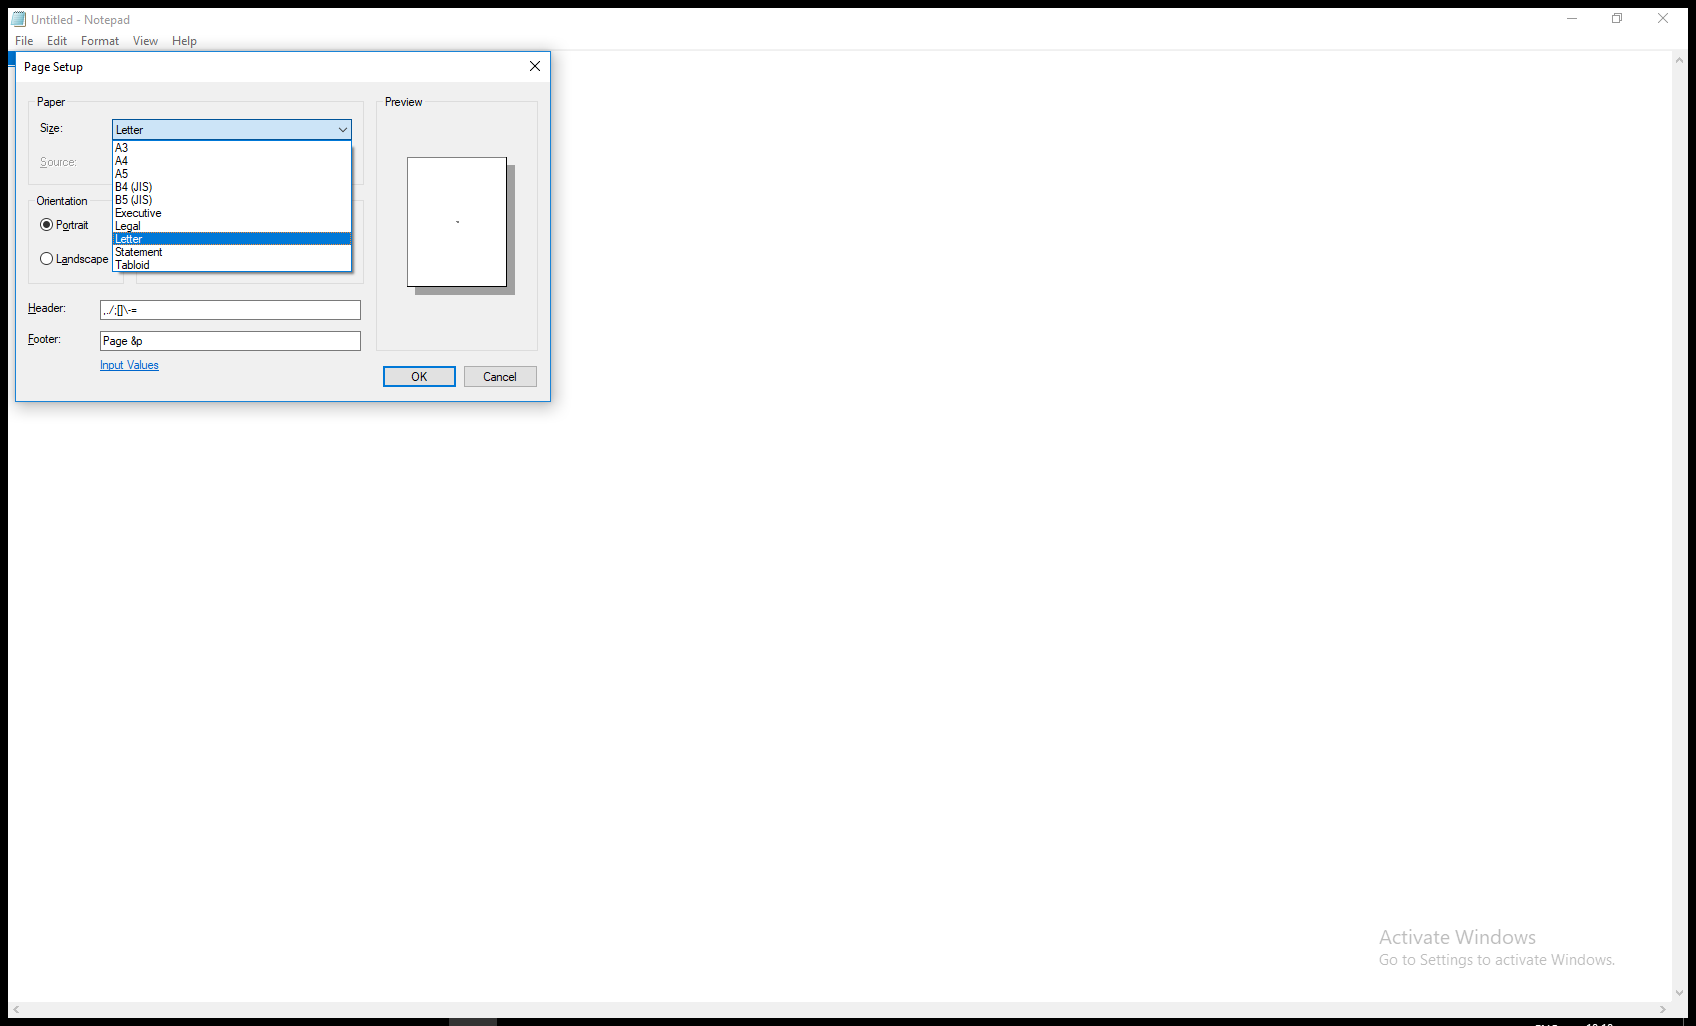 Untitled - Notepad
File Edit Format View Help
Page Setup
Paper
Size:
Letter
A3
A4
A5
B4 (JIS)
B5 (JIS)
Executive
Legal
Letter
Statement
Tabloid
Source:
Orientation
Portrait
Landscape
Header:
,./;[]\-=
Footer:
Page &p
Input Values
Preview
OK
Cancel
Activate Windows
Go to Settings to activate Windows.